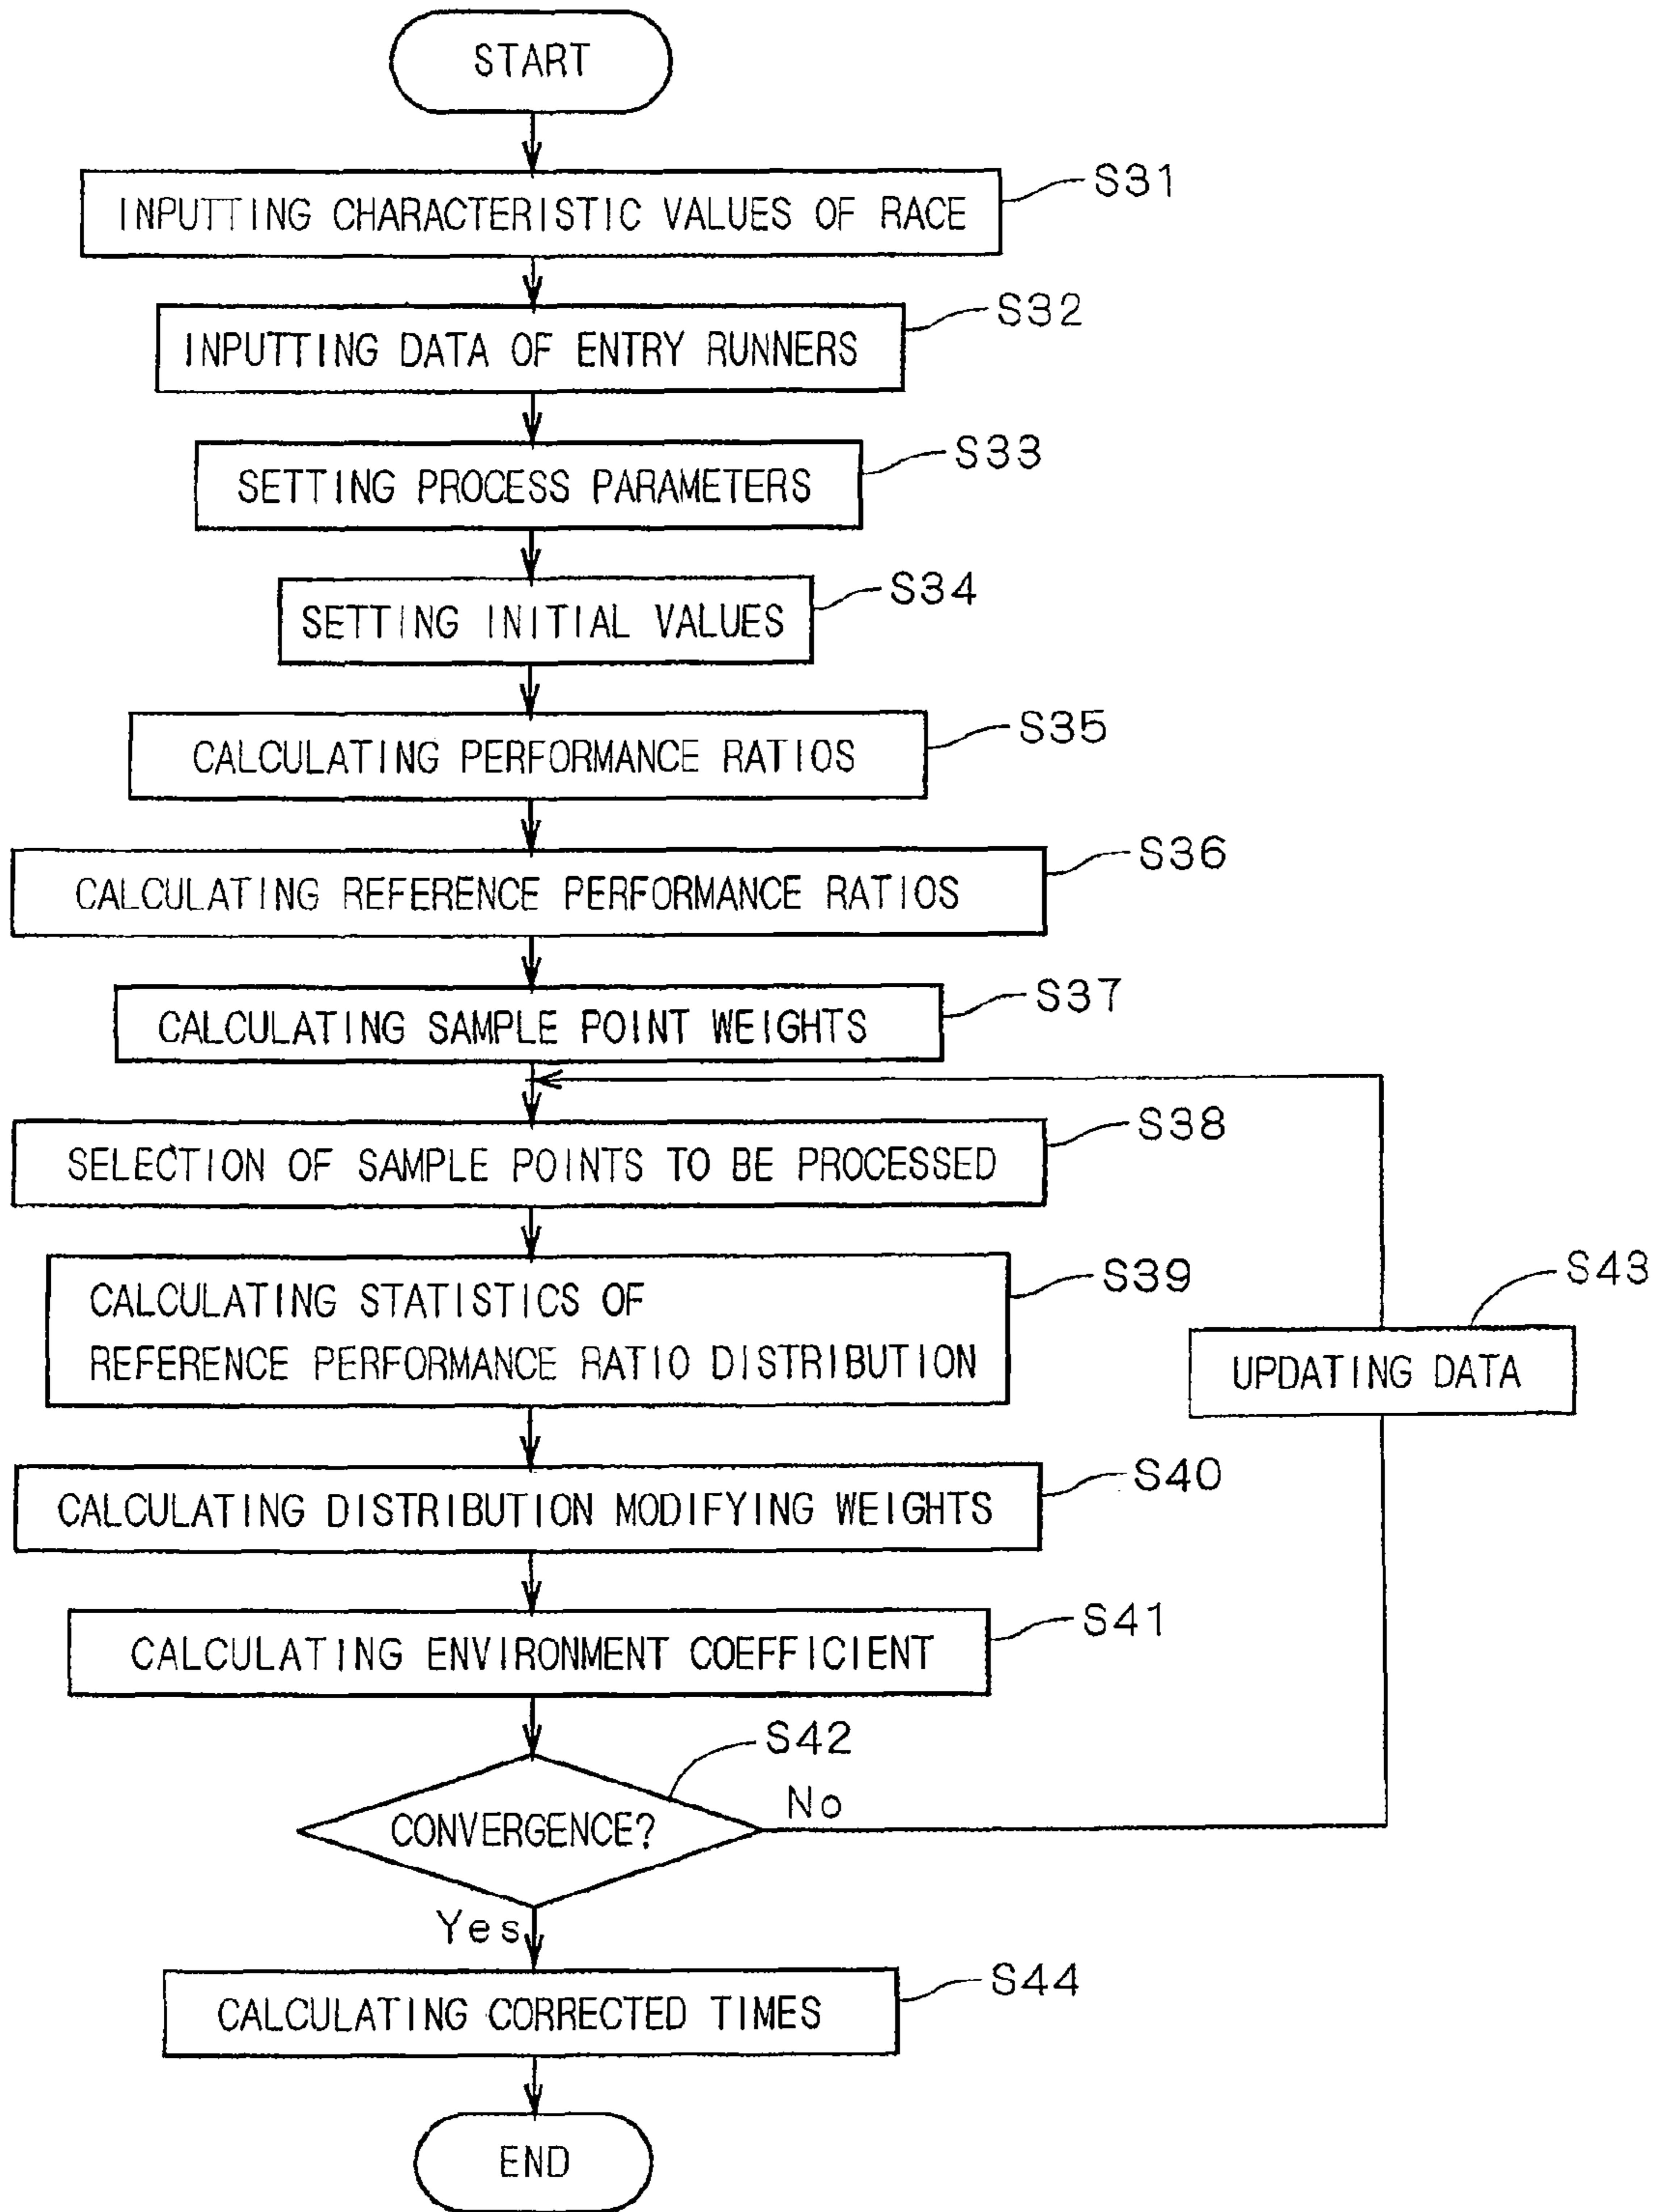 START
INPUTTING CHARACTERISTIC VALUES OF RACE
S31
INPUTTING DATA OF ENTRY RUNNERS
S32
SETTING PROCESS PARAMETERS
S33
SETTING INITIAL VALUES
S34
CALCULATING PERFORMANCE RATIOS
S35
CALCULATING REFERENCE PERFORMANCE RATIOS
S36
CALCULATING SAMPLE POINT WEIGHTS
S37
SELECTION OF SAMPLE POINTS TO BE PROCESSED
S38
CALCULATING STATISTICS OF
REFERENCE PERFORMANCE RATIO DISTRIBUTION
S39
UPDATING DATA
S43
CALCULATING DISTRIBUTION MODIFYING WEIGHTS
S40
CALCULATING ENVIRONMENT COEFFICIENT
S41
CONVERGENCE?
S42
No
Yes
CALCULATING CORRECTED TIMES
S44
END